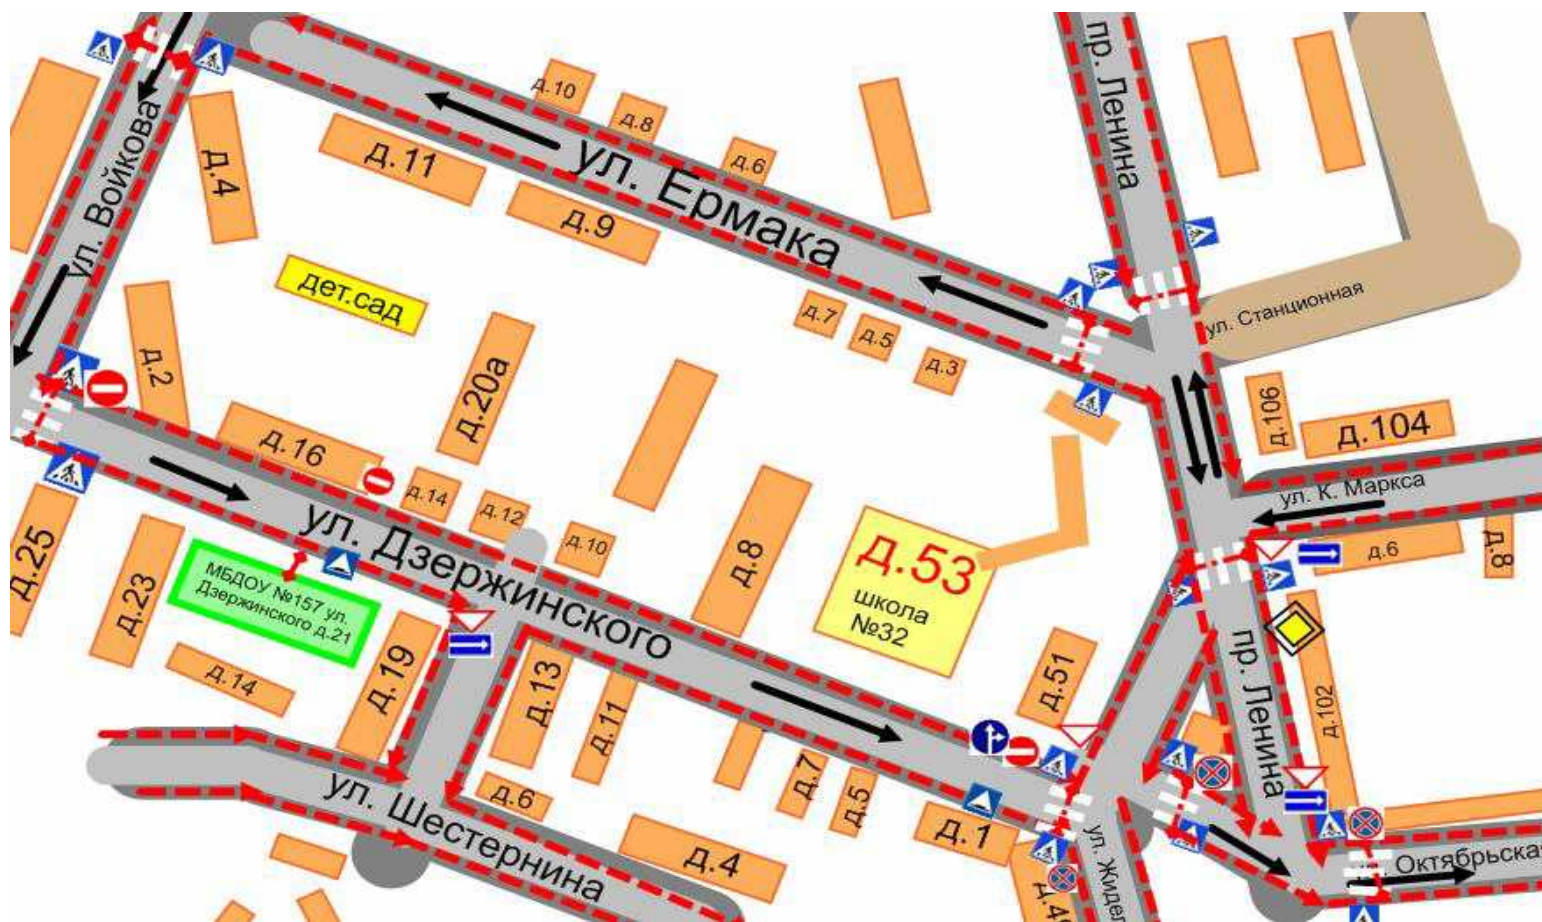 пр. Ленина
д.10
д.8
д.6
ул. Войкова
д.4
д.11
ул. Ермака
д.9
дет.сад
д.7
д.5
д.3
ул. Станционная
д.2
д.20а
д.106
д.104
д.16
д.14
д.12
д.10
ул. К. Маркса
ул. Дзержинского
д.8
д.53
школа
№32
д.6
д.8
д.25
д.23
МБДОУ №157 ул.
Дзержинского д.21
д.14
д.19
д.13
д.11
д.51
пр. Ленина
д.102
ул. Шестернина
д.6
д.4
д.7
д.5
д.1
ул. Жидел
д.4
Октябрьская